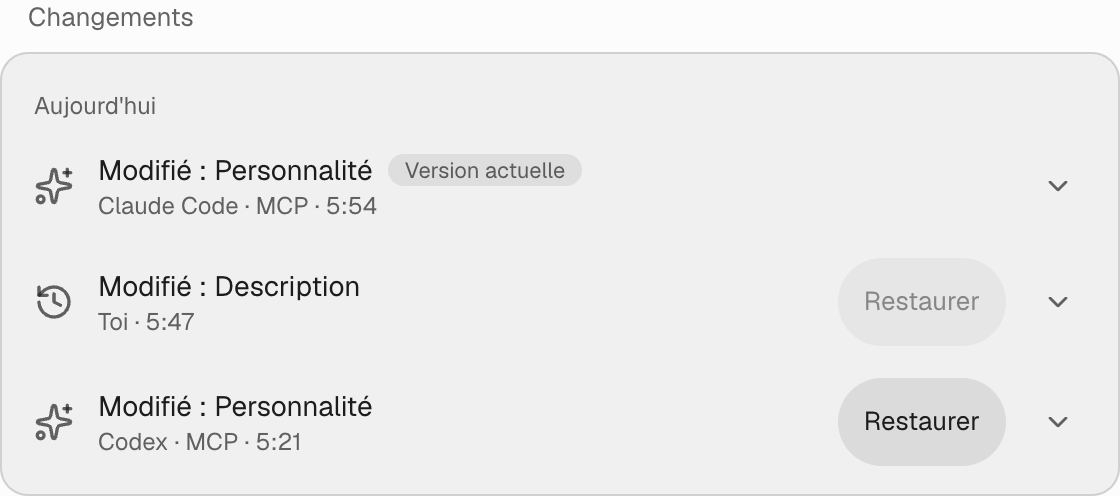 Changements
Aujourd'hui
Modifié : Personnalité Version actuelle
Claude Code · MCP · 5:54
Modifié : Description
Toi · 5:47
Restaurer
Modifié : Personnalité
Codex · MCP · 5:21
Restaurer